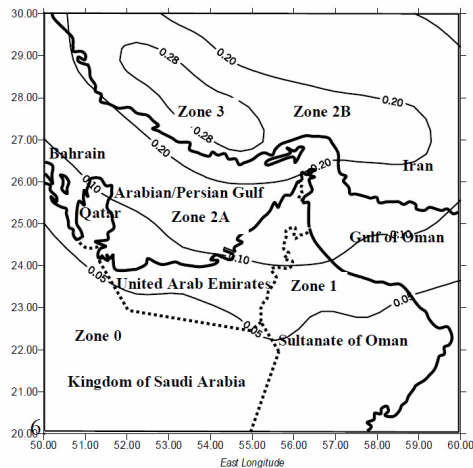 30.00
29.00
28.00
27.00
26.00
25.00
24.00
23.00
22.00
21.00
20.00
0.20
0.28
0.20
Zone 3
Zone 2B
0.20
0.28
Bahrain
0.20
0.20
Iran
0.10
Arabian/Persian Gulf
Qatar
Zone 2A
Gulf of Oman
0.10
0.10
0.05
United Arab Emirates
Zone 1
0.05
Zone 0
0.05
Sultanate of Oman
Kingdom of Saudi Arabia
6
50.00 51.00 52.00 53.00 54.00 55.00 56.00 57.00 58.00 59.00 60.00
East Longitude